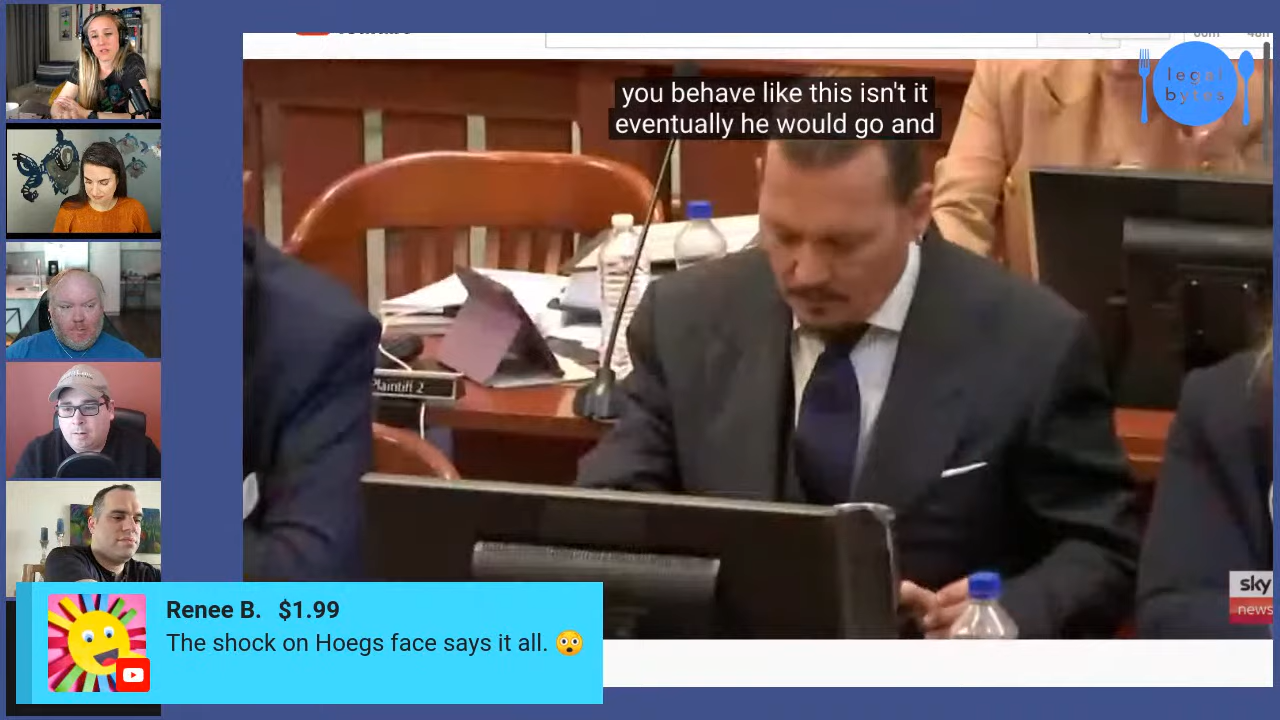 you behave like this isn't it
eventually he would go and
legal
bytes
Plaintiff 2
sky
news
Renee B. $1.99
The shock on Hoegs face says it all. 😲